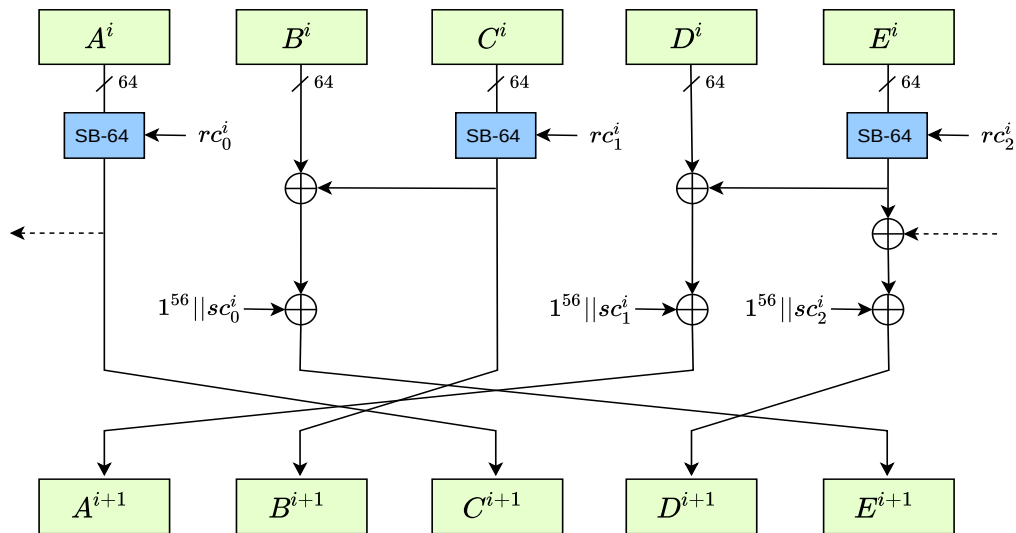 A^i B^i C^i D^i E^i
64 64 64 64 64
SB-64 rc_0^i SB-64 rc_1^i SB-64 rc_2^i
1^{56}||sc_0^i 1^{56}||sc_1^i 1^{56}||sc_2^i
A^{i+1} B^{i+1} C^{i+1} D^{i+1} E^{i+1}